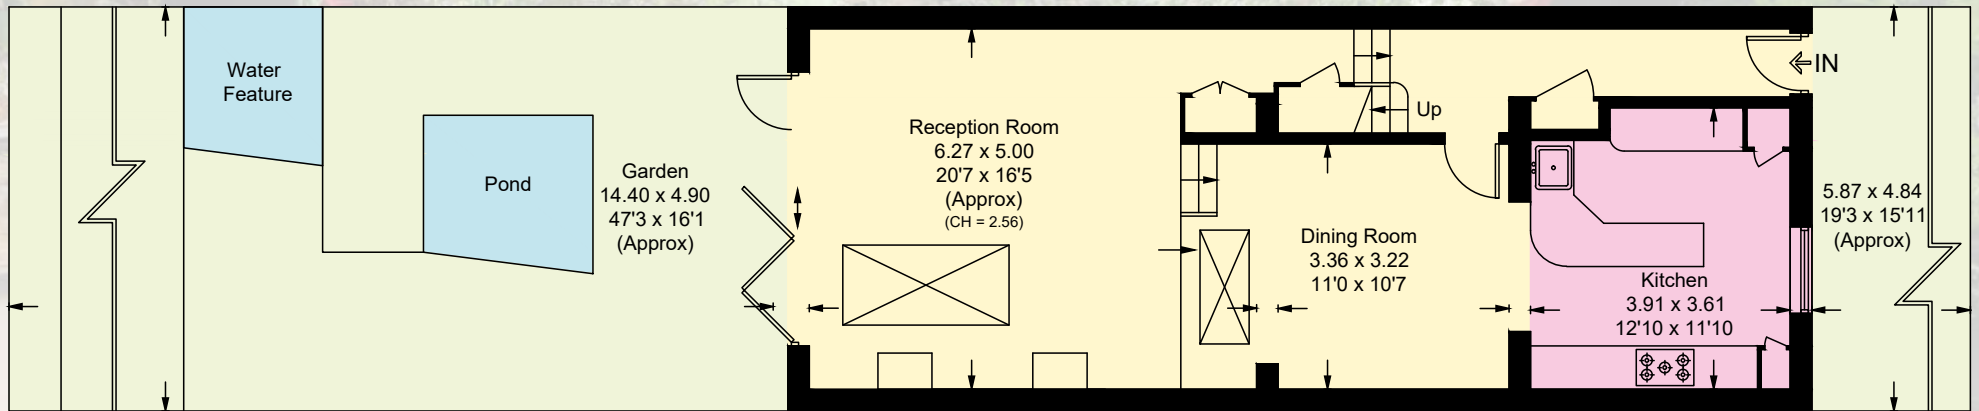 Water
Feature
Pond
Garden
14.40 x 4.90
47'3 x 16'1
(Approx)
Reception Room
6.27 x 5.00
20'7 x 16'5
(Approx)
(CH = 2.56)
Up
Dining Room
3.36 x 3.22
11'0 x 10'7
Kitchen
3.91 x 3.61
12'10 x 11'10
IN
5.87 x 4.84
19'3 x 15'11
(Approx)